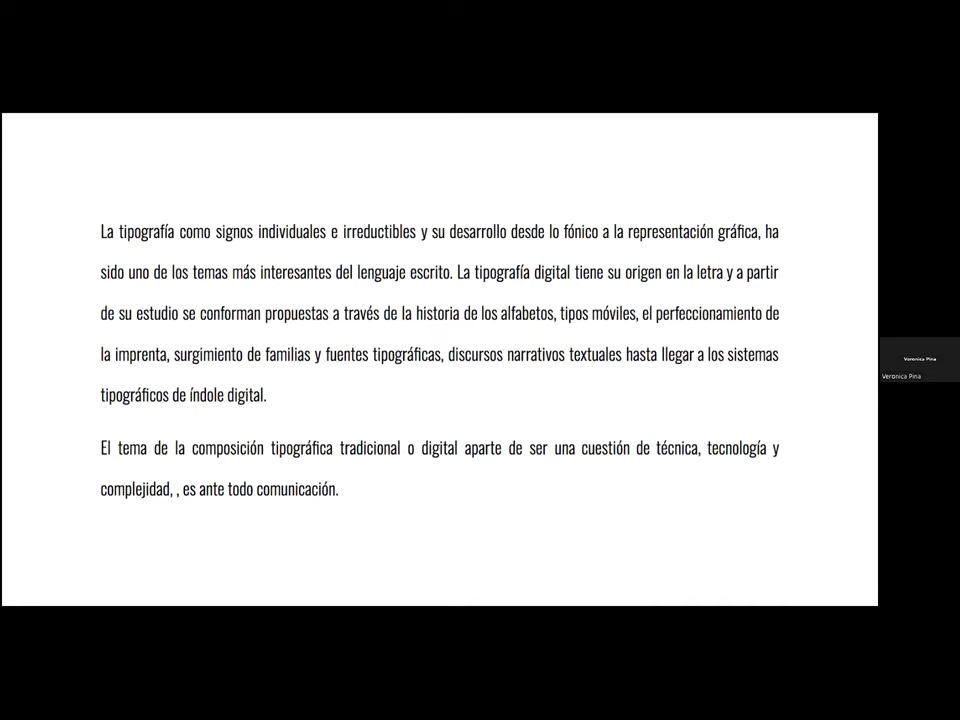 La tipografía como signos individuales e irreductibles y su desarrollo desde lo fónico a la representación gráfica, ha
sido uno de los temas más interesantes del lenguaje escrito. La tipografía digital tiene su origen en la letra y a partir
de su estudio se conforman propuestas a través de la historia de los alfabetos, tipos móviles, el perfeccionamiento de
la imprenta, surgimiento de familias y fuentes tipográficas, discursos narrativos textuales hasta llegar a los sistemas
tipográficos de índole digital.
El tema de la composición tipográfica tradicional o digital aparte de ser una cuestión de técnica, tecnología y
complejidad, , es ante todo comunicación.
Veronica Pina
Veronica Pina